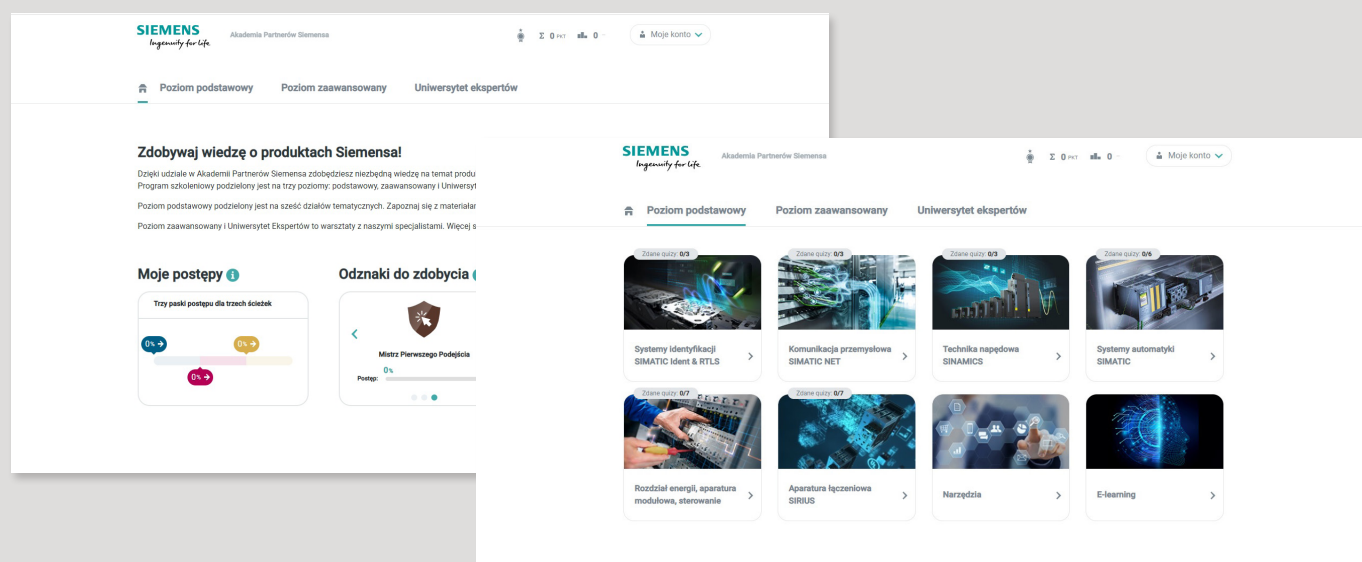 SIEMENS
Ingenuity for life
Akademia Partnerów Siemensa
Σ 0 PKT
0
Moje konto
Poziom podstawowy
Poziom zaawansowany
Uniwersytet ekspertów
Zdobywaj wiedzę o produktach Siemensa!
Dzięki udziale w Akademii Partnerów Siemensa zdobędziesz niezbędną wiedzę na temat produ
Program szkoleniowy podzielony jest na trzy poziomy: podstawowy, zaawansowany i Uniwersyt
Poziom podstawowy podzielony jest na sześć działów tematycznych. Zapoznaj się z materiałar
Poziom zaawansowany i Uniwersytet Ekspertów to warsztaty z naszymi specjalistami. Więcej s
Moje postępy
Trzy paski postępu dla trzech ścieżek
0%
0%
0%
Odznaki do zdobycia
Mistrz Pierwszego Podejścia
0%
Postęp:
SIEMENS
Ingenuity for life
Akademia Partnerów Siemensa
Σ 0 PKT
0
Moje konto
Poziom podstawowy
Poziom zaawansowany
Uniwersytet ekspertów
Zdane quizy: 0/3
Zdane quizy: 0/3
Zdane quizy: 0/3
Zdane quizy: 0/6
Systemy identyfikacji
SIMATIC Ident & RTLS
Komunikacja przemysłowa
SIMATIC NET
Technika napędowa
SINAMICS
Systemy automatyki
SIMATIC
Zdane quizy: 0/7
Zdane quizy: 0/7
Rozdział energii, aparatura
modułowa, sterowanie
Aparatura łączeniowa
SIRIUS
Narzędzia
E-learning